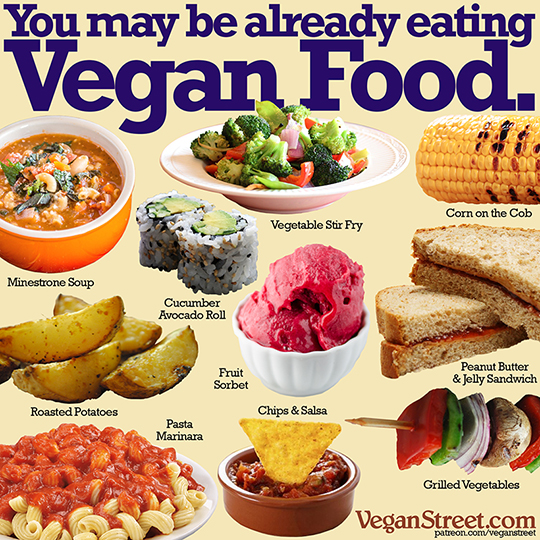 You may be already eating
Vegan Food.
Minestrone Soup
Vegetable Stir Fry
Corn on the Cob
Cucumber
Avocado Roll
Roasted Potatoes
Fruit
Sorbet
Peanut Butter
& Jelly Sandwich
Pasta
Marinara
Chips & Salsa
Grilled Vegetables
VeganStreet.com
patreon.com/veganstreet